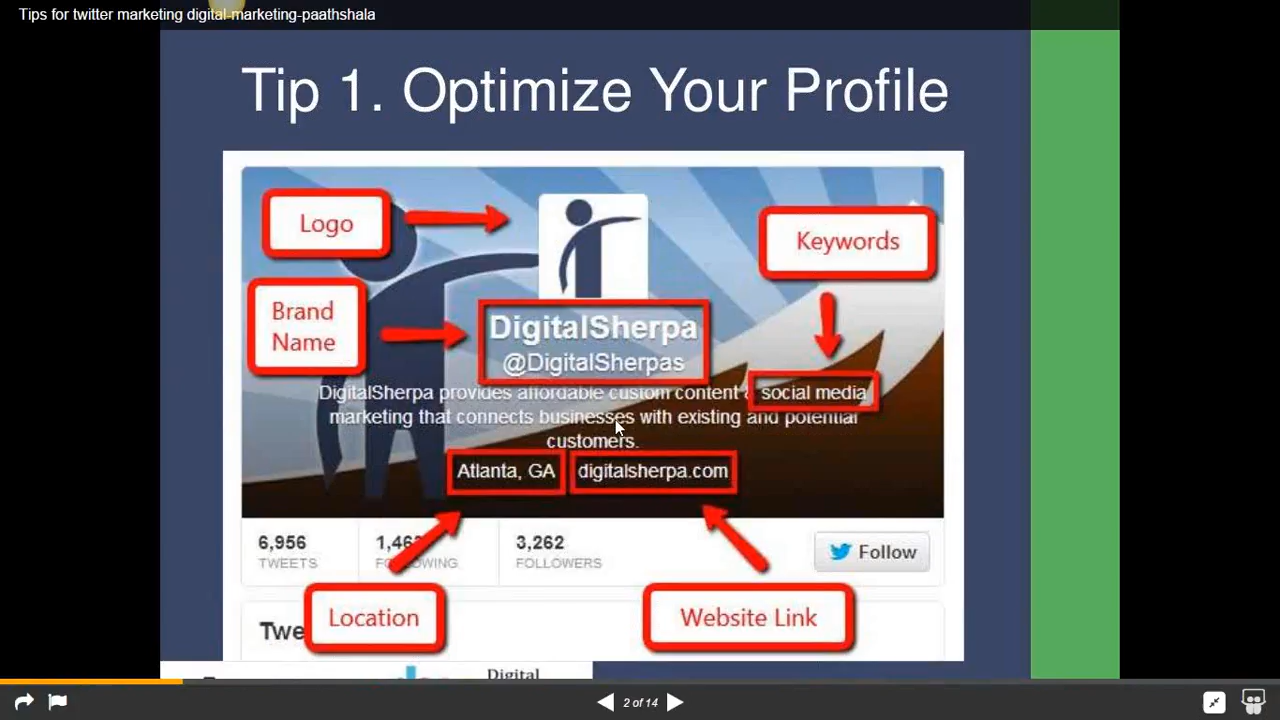 Tips for twitter marketing digital-marketing-paathshala
Tip 1. Optimize Your Profile
Logo
Keywords
Brand
Name
DigitalSherpa
@DigitalSherpas
DigitalSherpa provides affordable custom content social media
marketing that connects businesses with existing and potential
customers.
Atlanta, GA digitalsherpa.com
6,956 3,262
TWEETS FOLLOWING FOLLOWERS
Follow
Location
Website Link
Digital
2 of 14